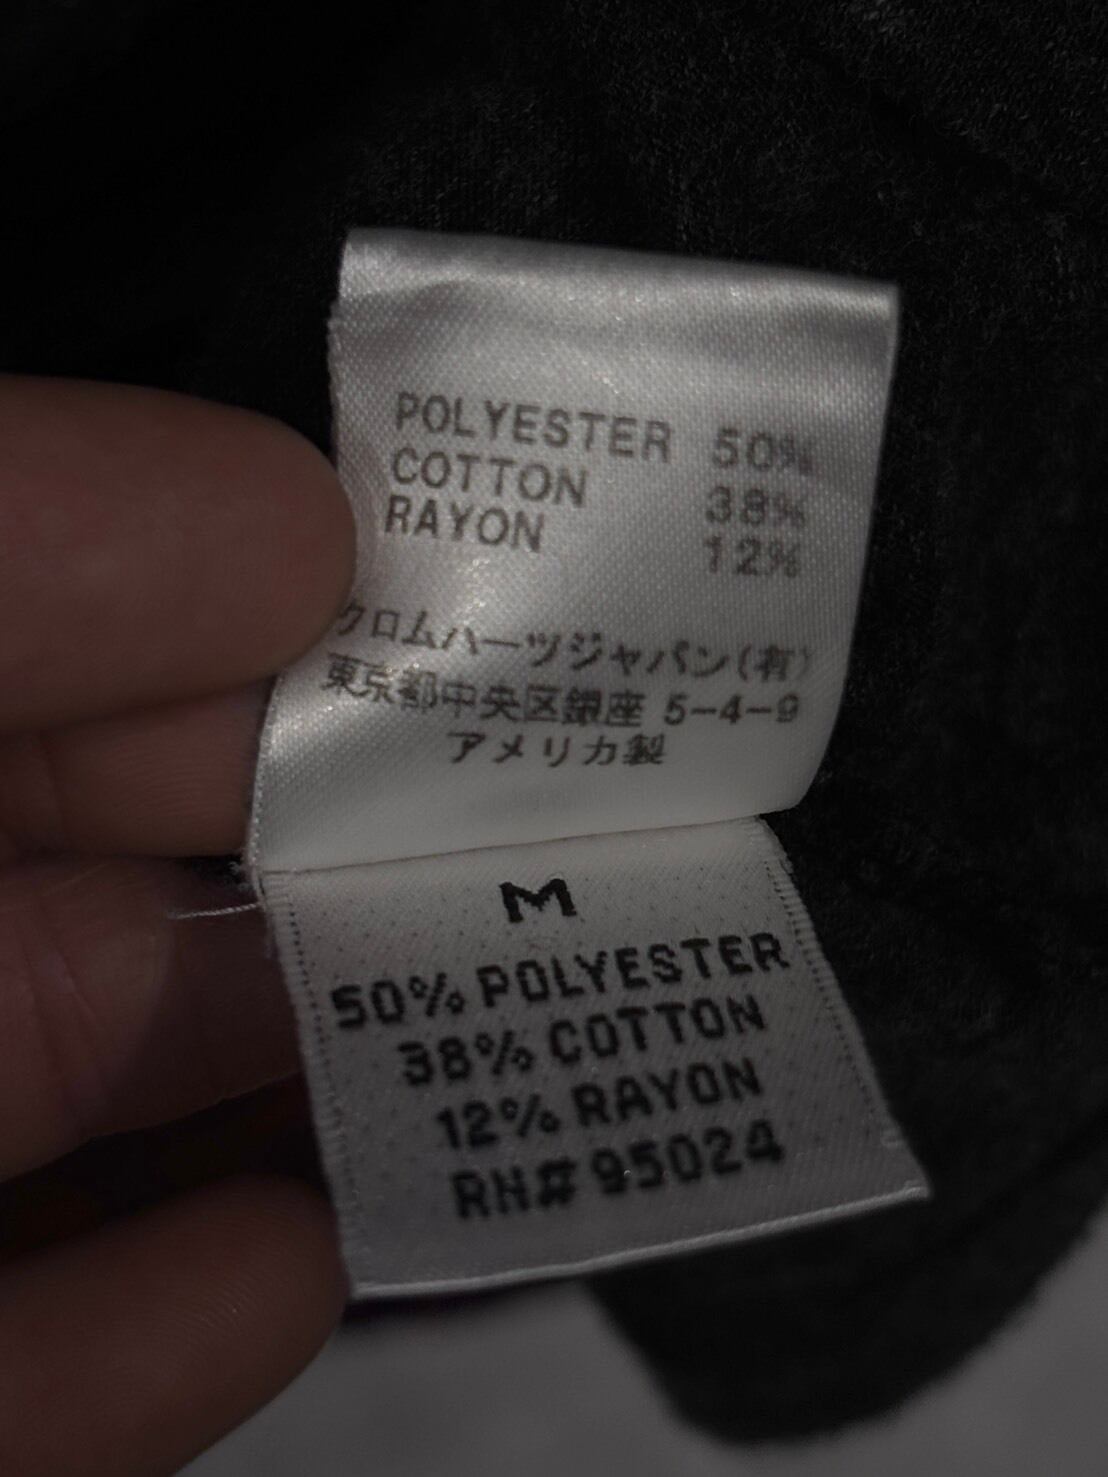 POLYESTER 50%
COTTON 38%
RAYON 12%
クロムハーツジャパン(有)
東京都中央区銀座 5-4-9
アメリカ製
M
50% POLYESTER
38% COTTON
12% RAYON
RN# 95024